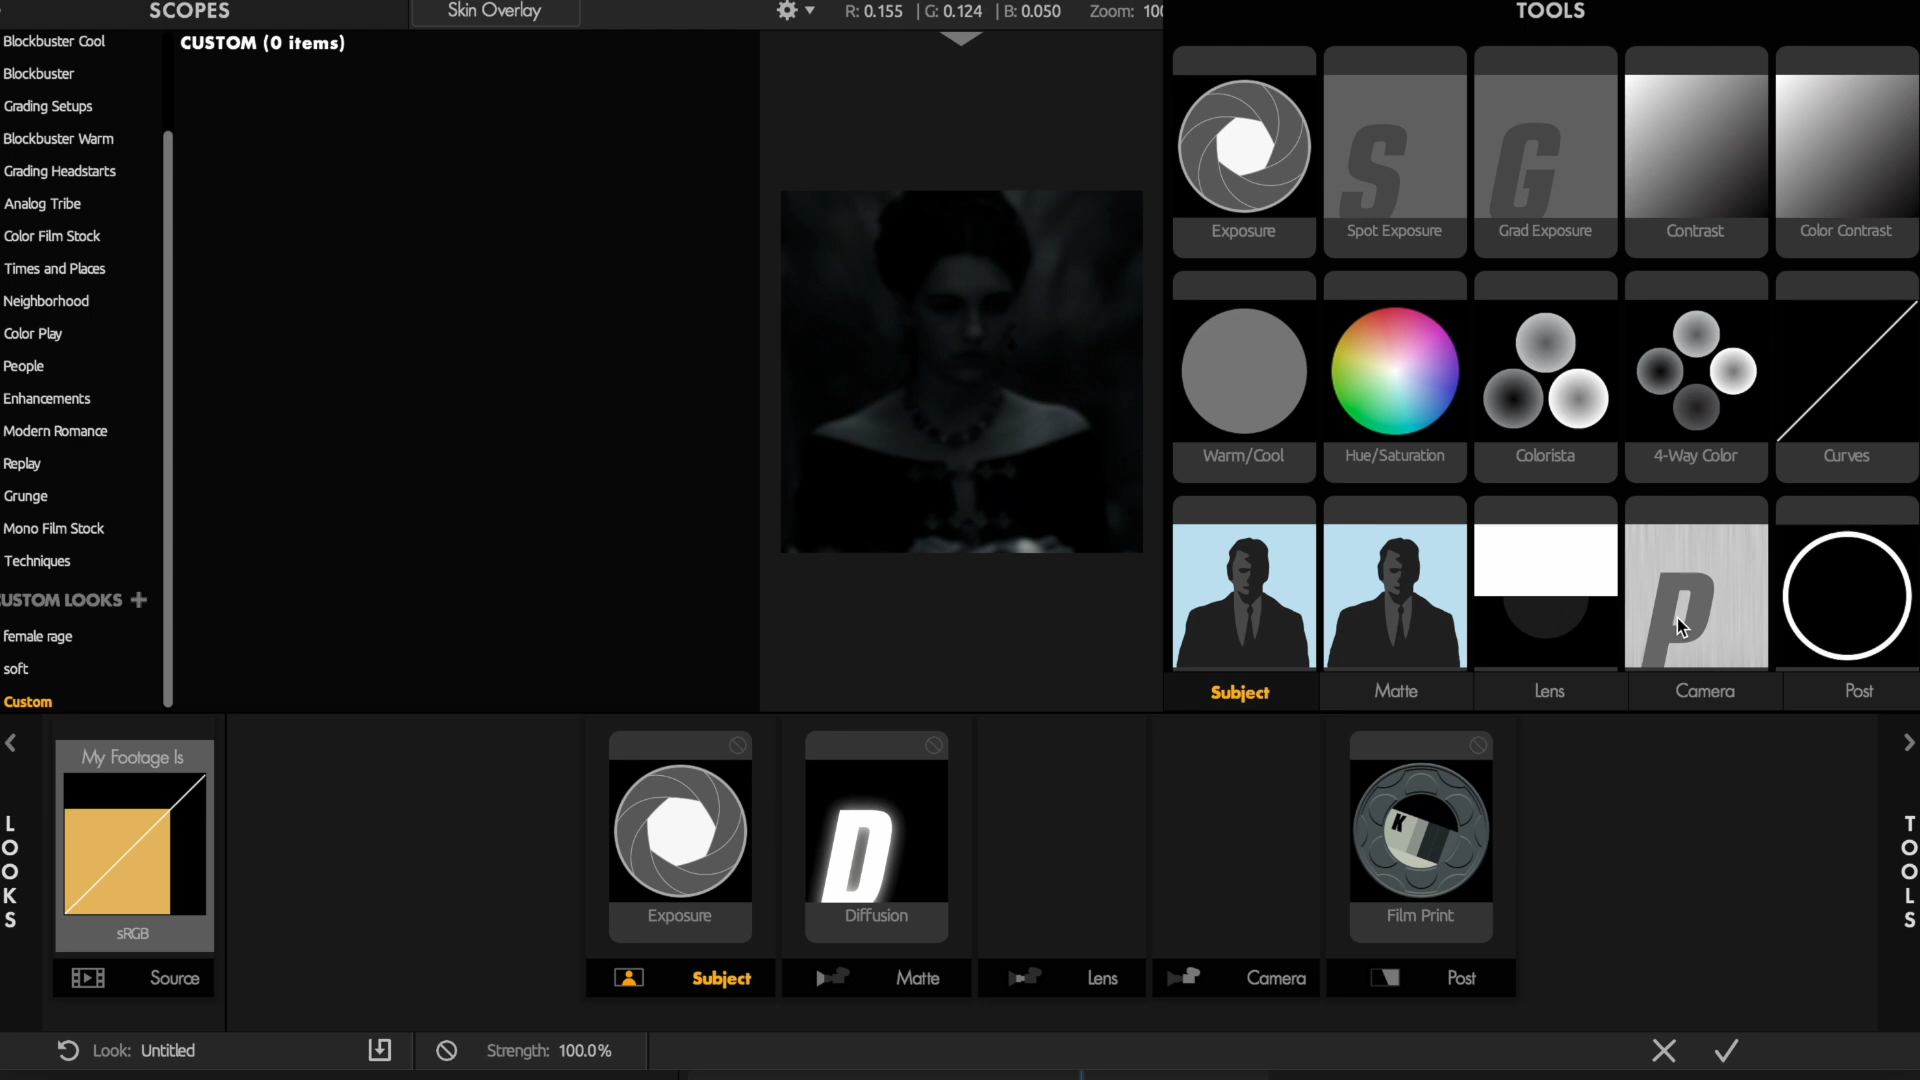 SCOPES
Skin Overlay
R: 0.155 | G: 0.124 | B: 0.050
Zoom: 100
TOOLS
Blockbuster Cool
Blockbuster
Grading Setups
Blockbuster Warm
Grading Headstarts
Analog Tribe
Color Film Stock
Times and Places
Neighborhood
Color Play
People
Enhancements
Modern Romance
Replay
Grunge
Mono Film Stock
Techniques
CUSTOM LOOKS +
female rage
soft
Custom
CUSTOM (0 items)
S
G
Exposure
Spot Exposure
Grad Exposure
Contrast
Color Contrast
Warm/Cool
Hue/Saturation
Colorista
4-Way Color
Curves
P
Subject
Matte
Lens
Camera
Post
LOOKS
My Footage Is
sRGB
Source
Exposure
Subject
D
Diffusion
Matte
Lens
Camera
K
Film Print
Post
TOOLS
Look: Untitled
Strength: 100.0%